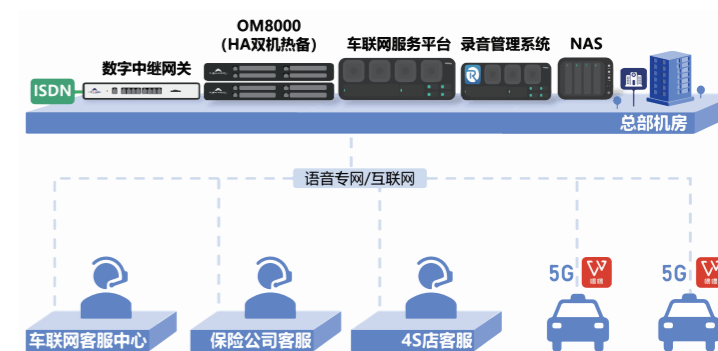 OM8000
(HA双机热备)
车联网服务平台
录音管理系统
NAS
数字中继网关
ISDN
总部机房
语音专网/互联网
5G
嘀嗒
5G
车联网客服中心
保险公司客服
4S店客服